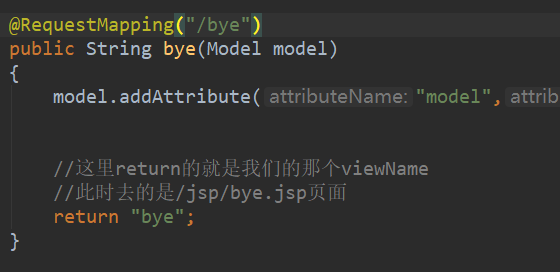 @RequestMapping("/bye")
public String bye(Model model)
{
model.addAttribute( attributeName: "model", attrib
//这里return的就是我们的那个viewName
//此时去的是/jsp/bye.jsp页面
return "bye";
}